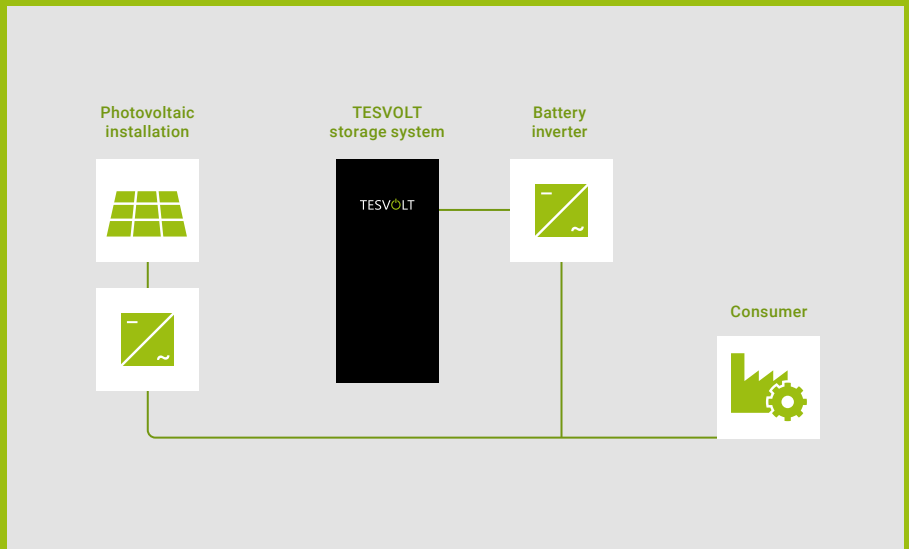 Photovoltaic
installation
TESVOLT
storage system
Battery
inverter
TESVOLT
Consumer